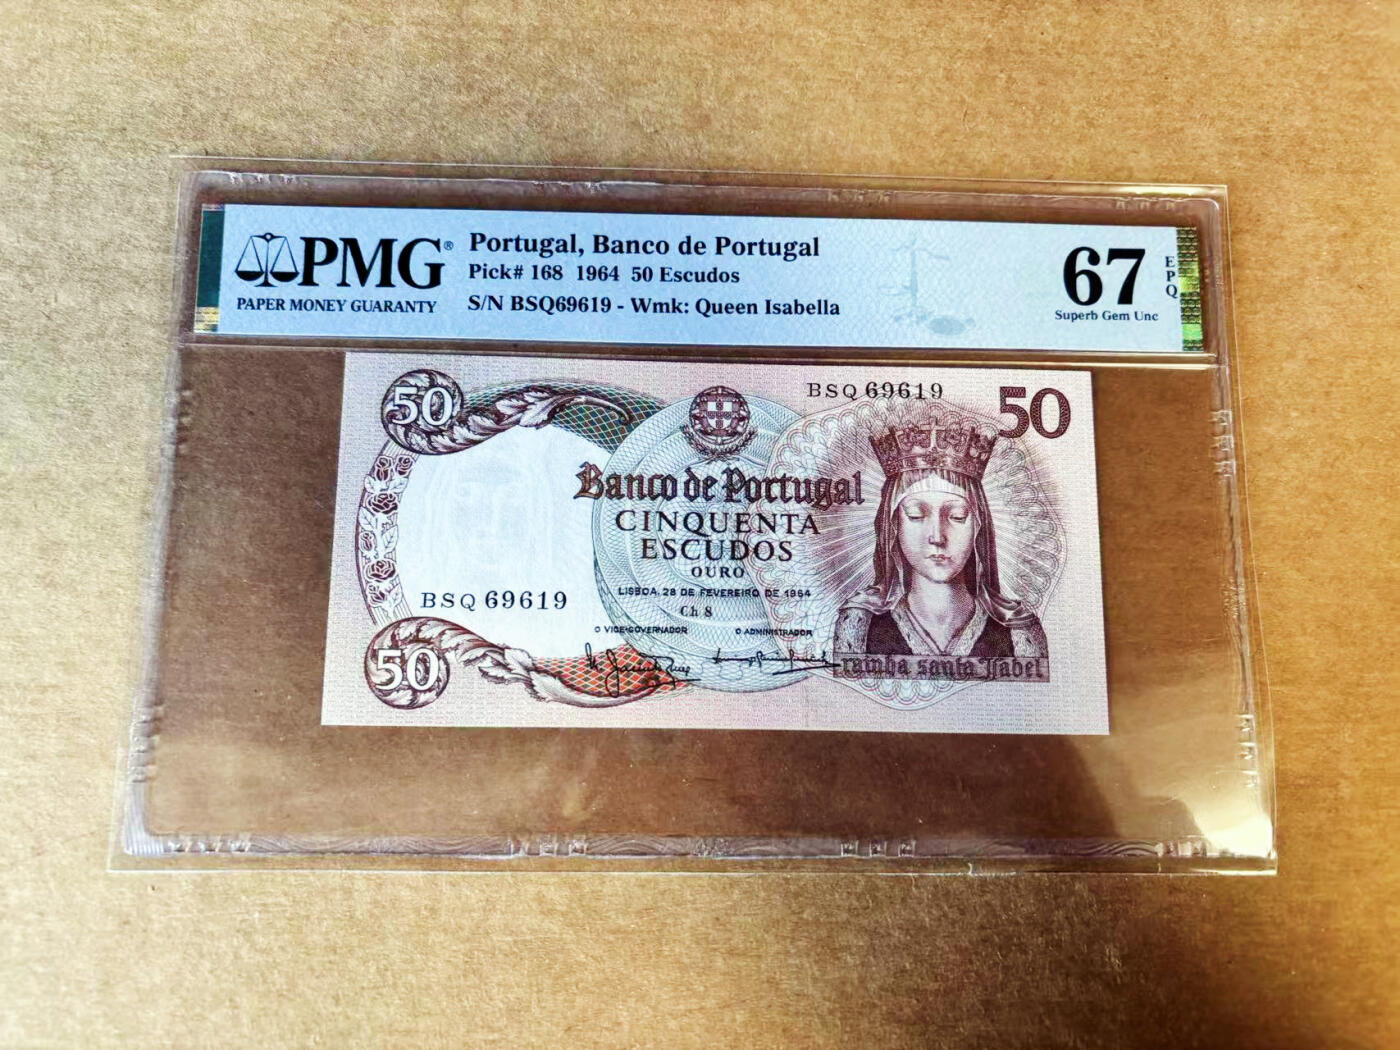 PMG®
PAPER MONEY GUARANTY
Portugal, Banco de Portugal
Pick# 168 1964 50 Escudos
S/N BSQ69619 - Wmk: Queen Isabella
67
EPQ
Superb Gem Unc
50
BSQ 69619
50
Banco de Portugal
CINQUENTA
ESCUDOS
OURO
LISBOA, 28 DE FEVEREIRO DE 1964
Ch 8
BSQ 69619
O VICE-GOVERNADOR
O ADMINISTRADOR
50
rainha santa Isabel